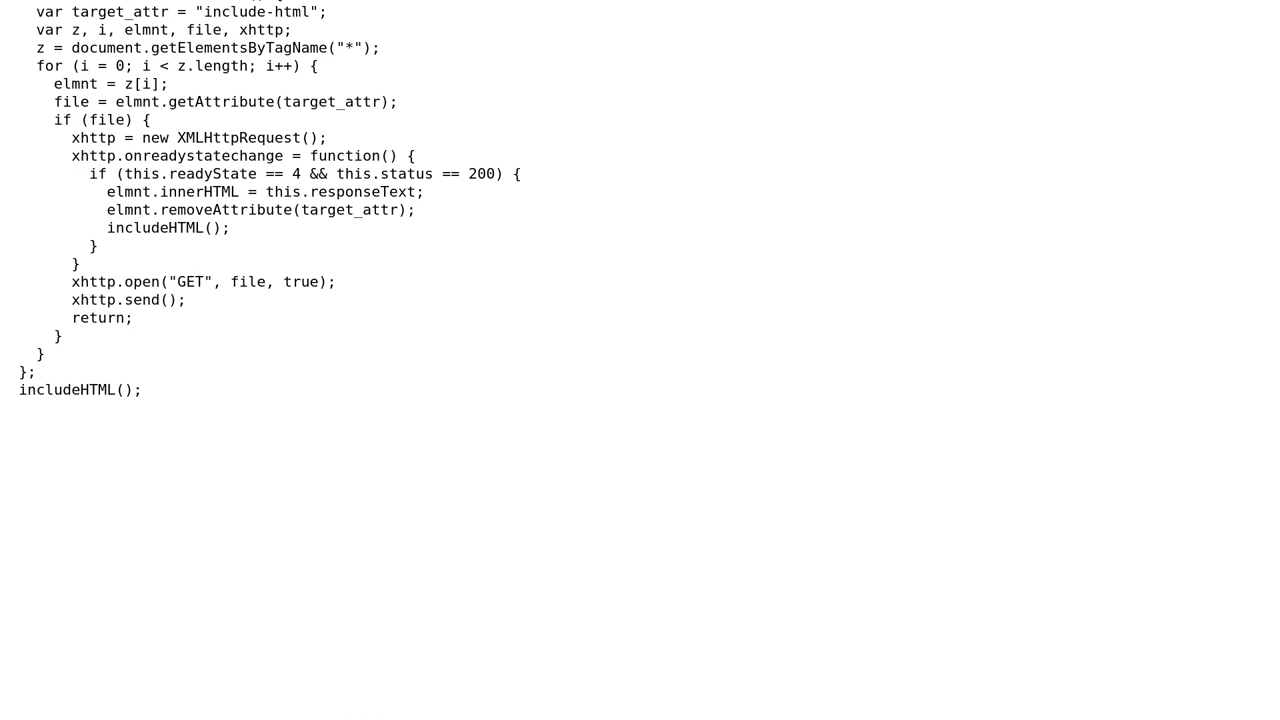 var target_attr = "include-html";
var z, i, elmnt, file, xhttp;
z = document.getElementsByTagName("*");
for (i = 0; i < z.length; i++) {
elmnt = z[i];
file = elmnt.getAttribute(target_attr);
if (file) {
xhttp = new XMLHttpRequest();
xhttp.onreadystatechange = function() {
if (this.readyState == 4 && this.status == 200) {
elmnt.innerHTML = this.responseText;
elmnt.removeAttribute(target_attr);
includeHTML();
}
}
xhttp.open("GET", file, true);
xhttp.send();
return;
}
}
};
includeHTML();